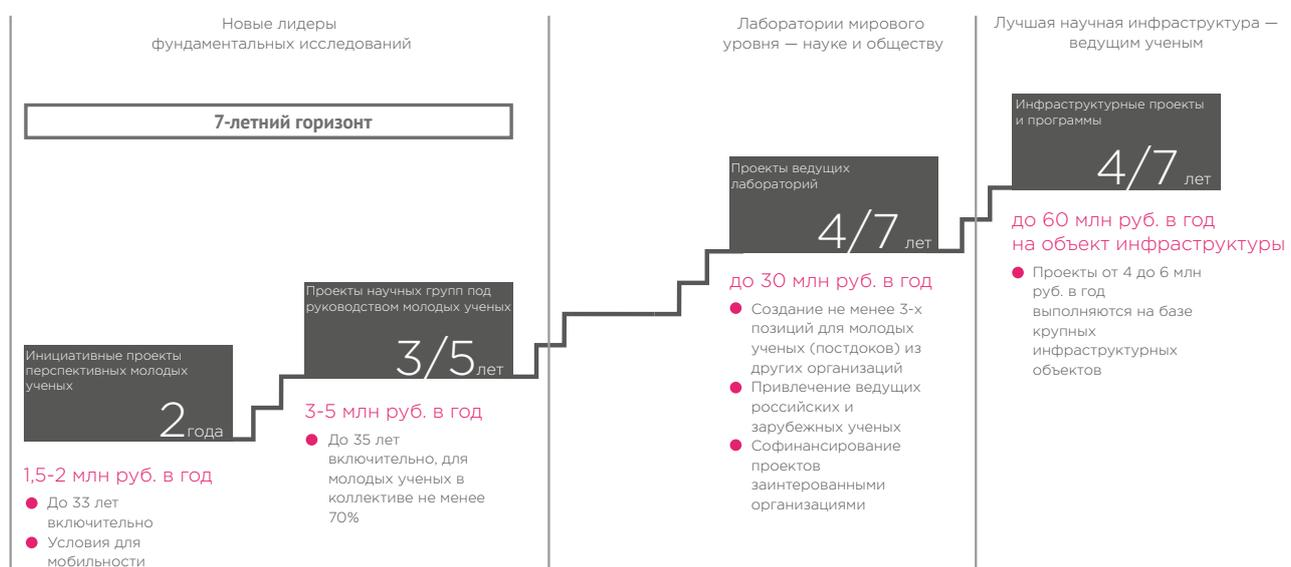 Новые лидеры
фундаментальных исследований
7-летний горизонт
Инициативные проекты
перспективных молодых
ученых
2 года
1,5-2 млн руб. в год
До 33 лет
включительно
Условия для
мобильности
Проекты научных групп под
руководством молодых ученых
3/5 лет
3-5 млн руб. в год
До 35 лет
включительно, для
молодых ученых в
коллективе не менее
70%
Лаборатории мирового
уровня — науке и обществу
Проекты ведущих
лабораторий
4/7 лет
до 30 млн руб. в год
Создание не менее 3-х
позиций для молодых
ученых (постдоков) из
других организаций
Привлечение ведущих
российских и
зарубежных ученых
Софинансирование
проектов
заинтерованными
организациями
Лучшая научная инфраструктура —
ведущим ученым
Инфраструктурные проекты
и программы
4/7 лет
до 60 млн руб. в год
на объект инфраструктуры
Проекты от 4 до 6 млн
руб. в год
выполняются на базе
крупных
инфраструктурных
объектов